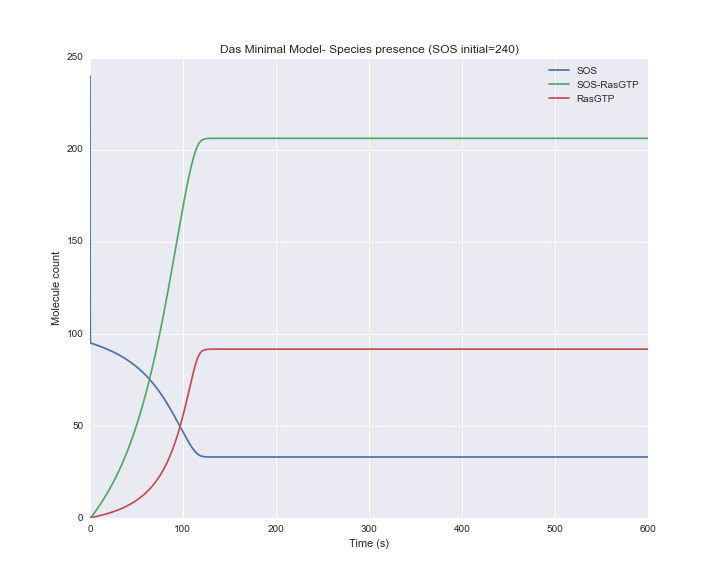 Das Minimal Model- Species presence (SOS initial=240)
SOS
SOS-RasGTP
RasGTP
Molecule count
250
200
150
100
50
0
0 100 200 300 400 500 600
Time (s)